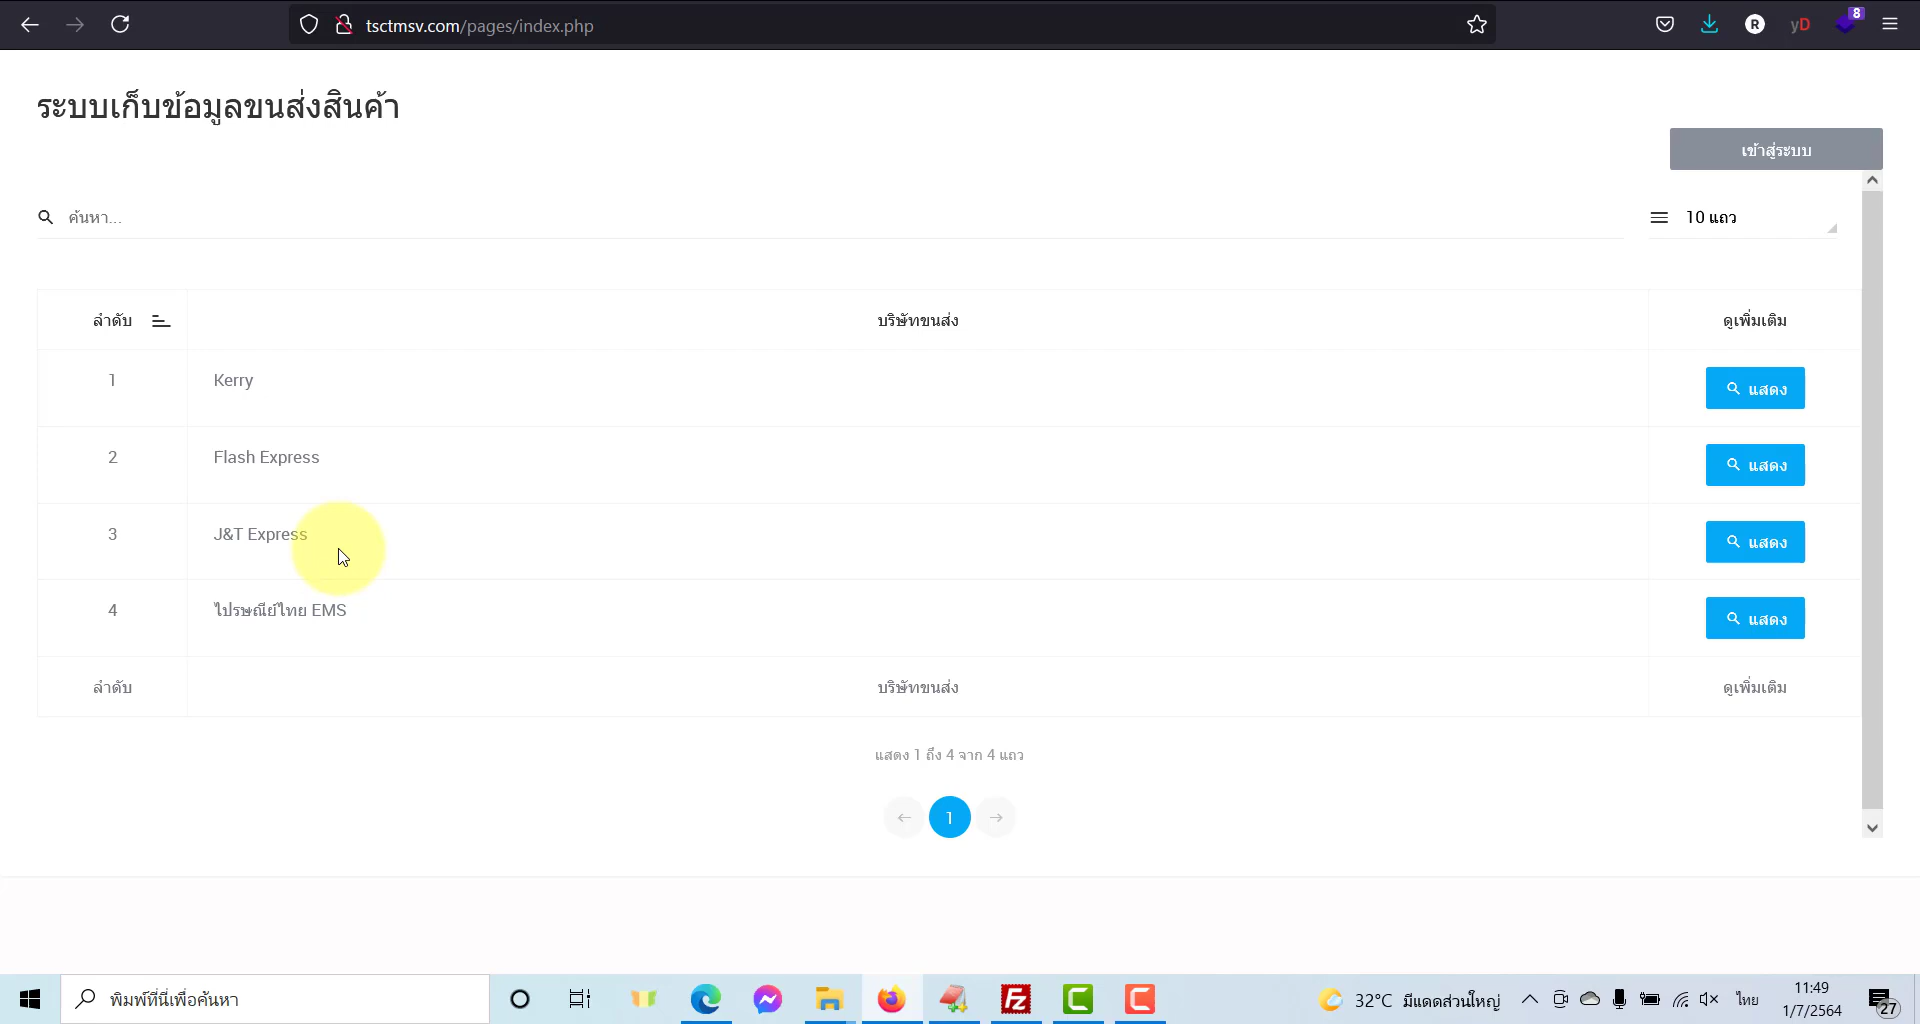 tsctmsv.com/pages/index.php
R
yD
8
ระบบเก็บข้อมูลขนส่งสินค้า
เข้าสู่ระบบ
ค้นหา...
10 แถว
ลำดับ บริษัทขนส่ง ดูเพิ่มเติม
1 Kerry แสดง
2 Flash Express แสดง
3 J&T Express แสดง
4 ไปรษณีย์ไทย EMS แสดง
ลำดับ บริษัทขนส่ง ดูเพิ่มเติม
แสดง 1 ถึง 4 จาก 4 แถว
1
พิมพ์ที่นี่เพื่อค้นหา
Fz
C
C
32°C มีแดดส่วนใหญ่
ไทย
11:49
1/7/2564
27